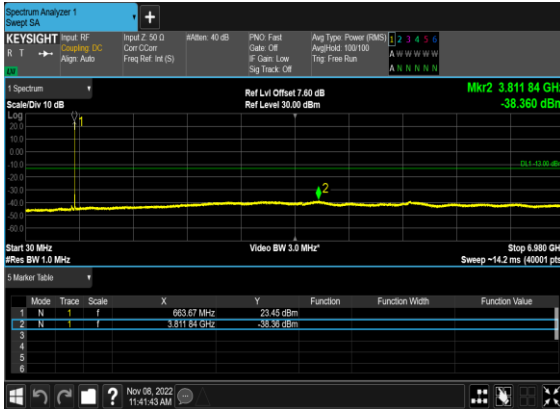 Spectrum Analyzer 1
Swept SA
+
KEYSIGHT Input: RF Input Z: 50 Ω #Atten: 40 dB PNO: Fast Avg Type: Power (RMS) 1 2 3 4 5 6
R T Coupling: DC Corr CCorr Gate: Off Avg|Hold: 100/100 A W W W W W
Align: Auto Freq Ref: Int (S) IF Gain: Low Trig: Free Run
Sig Track: Off A N N N N N
1 Spectrum Ref Lvl Offset 7.60 dB Mkr2 3.811 84 GHz
Scale/Div 10 dB Ref Level 30.00 dBm -38.360 dBm
Log
1
20.0
10.0
0.00
-10.0
DL1 -13.00 dBm
-20.0
-30.0
2
-40.0
-50.0
-60.0
Start 30 MHz Video BW 3.0 MHz* Stop 6.980 GH
#Res BW 1.0 MHz Sweep ~14.2 ms (40001 pts
5 Marker Table
Mode Trace Scale X Y Function Function Width Function Value
1 N 1 f 663.67 MHz 23.45 dBm
2 N 1 f 3.811 84 GHz -38.36 dBm
3
4
5
6
? Nov 08, 2022
11:41:43 AM